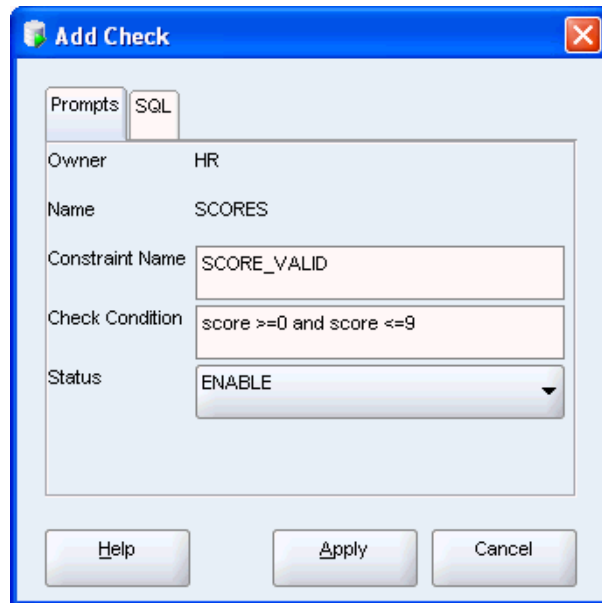 Add Check
Prompts SQL
Owner HR
Name SCORES
Constraint Name SCORE_VALID
Check Condition score >=0 and score <=9
Status ENABLE
Help Apply Cancel